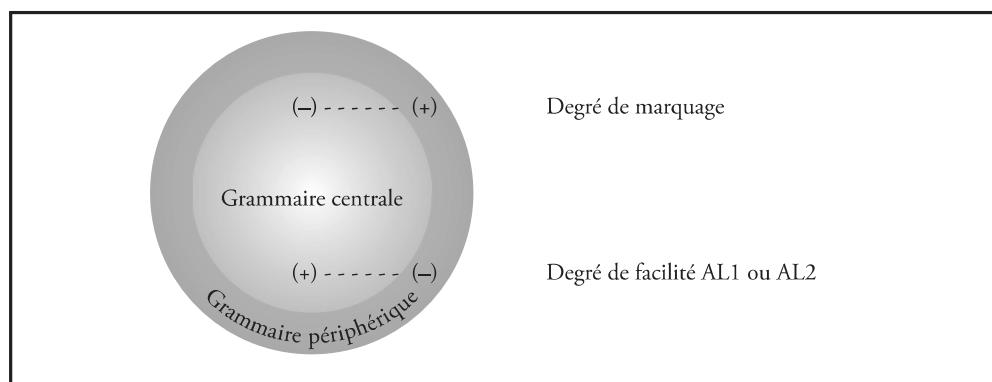 (–) - - - - - - (+) Degré de marquage
Grammaire centrale
(+) - - - - - - (–) Degré de facilité AL1 ou AL2
Grammaire périphérique